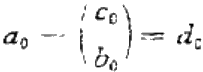 a₀ − (c₀ b₀) = d₀